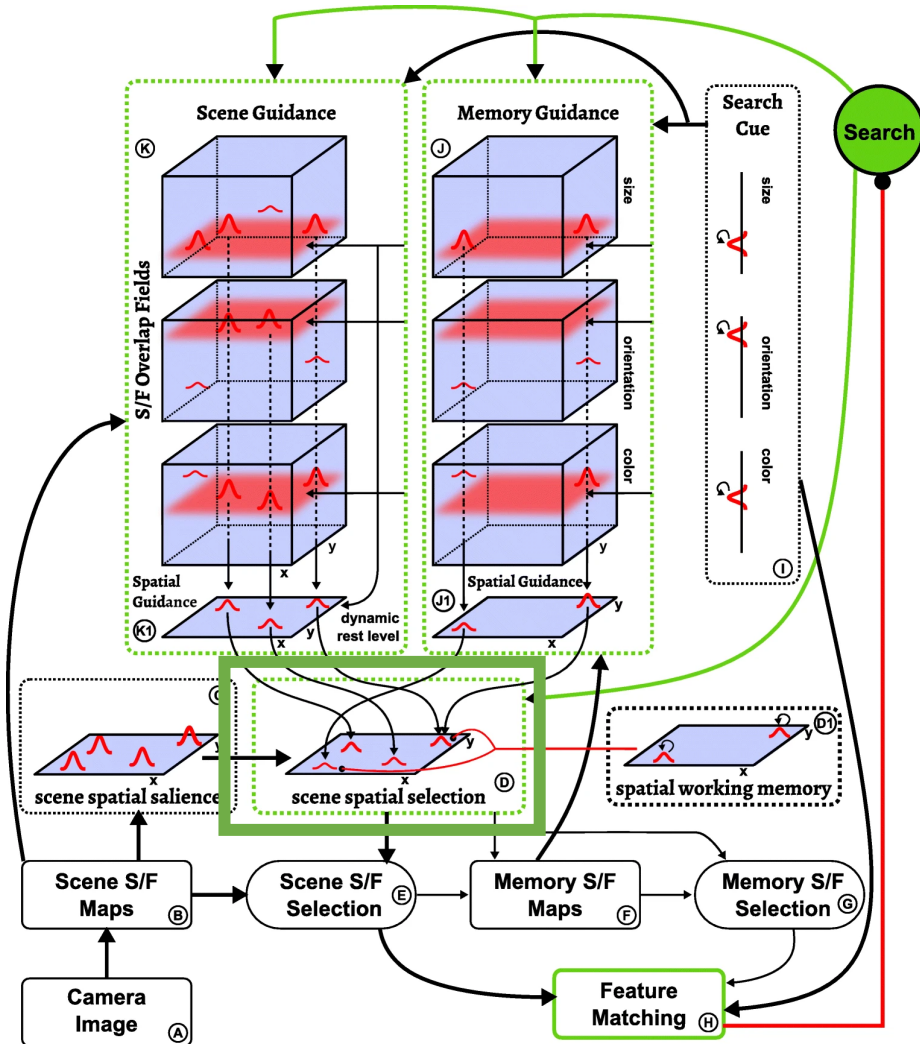 Scene Guidance
Memory Guidance
Search
Cue
Search
K
J
size
size
S/F Overlap Fields
orientation
orientation
color
color
y
x
y
I
Spatial
Guidance
K1
y
x
dynamic
rest level
Spatial Guidance
J1
y
x
y
x
scene spatial salience
y
x
scene spatial selection
D
D1
y
x
spatial working memory
Scene S/F
Maps
B
Scene S/F
Selection
E
Memory S/F
Maps
F
Memory S/F
Selection
G
Camera
Image
A
Feature
Matching
H